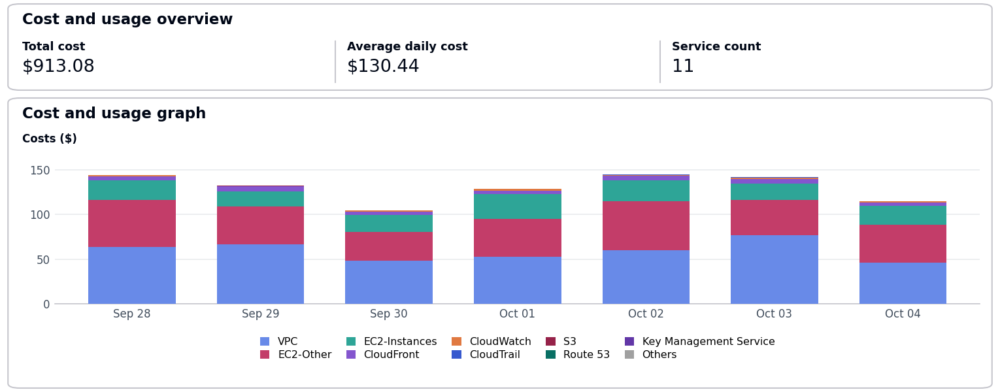 Cost and usage overview
Total cost
$913.08
Average daily cost
$130.44
Service count
11
Cost and usage graph
Costs ($)
150
100
50
0
Sep 28 Sep 29 Sep 30 Oct 01 Oct 02 Oct 03 Oct 04
VPC EC2-Instances CloudWatch S3 Key Management Service
EC2-Other CloudFront CloudTrail Route 53 Others